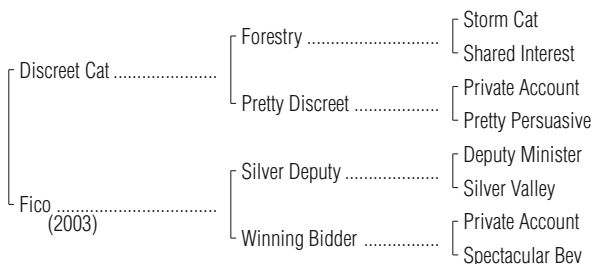 Storm Cat
Forestry
Shared Interest
Discreet Cat
Private Account
Pretty Discreet
Pretty Persuasive
Deputy Minister
Silver Deputy
Silver Valley
Fico
(2003)
Private Account
Winning Bidder
Spectacular Bev